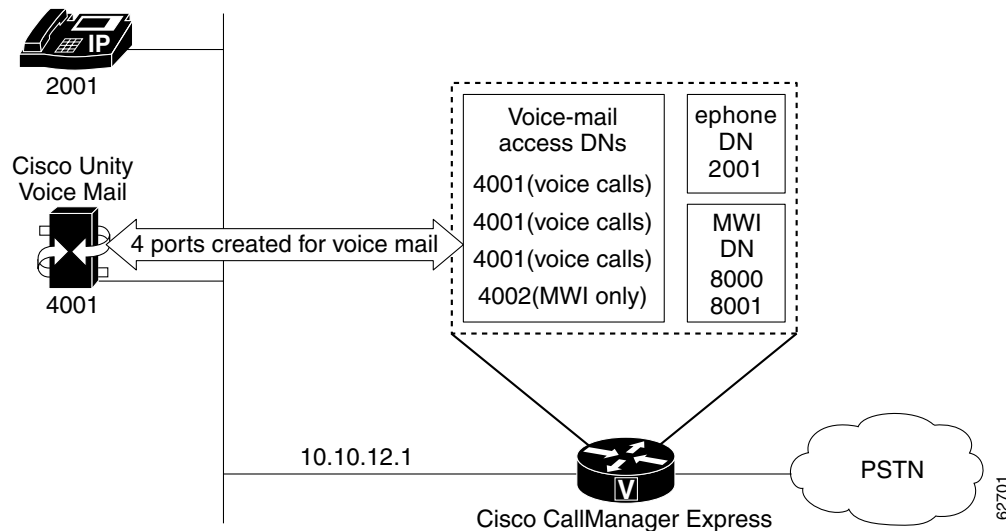 IP
2001
Cisco Unity
Voice Mail
4001
4 ports created for voice mail
Voice-mail
access DNs
4001(voice calls)
4001(voice calls)
4001(voice calls)
4002(MWI only)
ephone
DN
2001
MWI
DN
8000
8001
10.10.12.1
V
Cisco CallManager Express
PSTN
62701